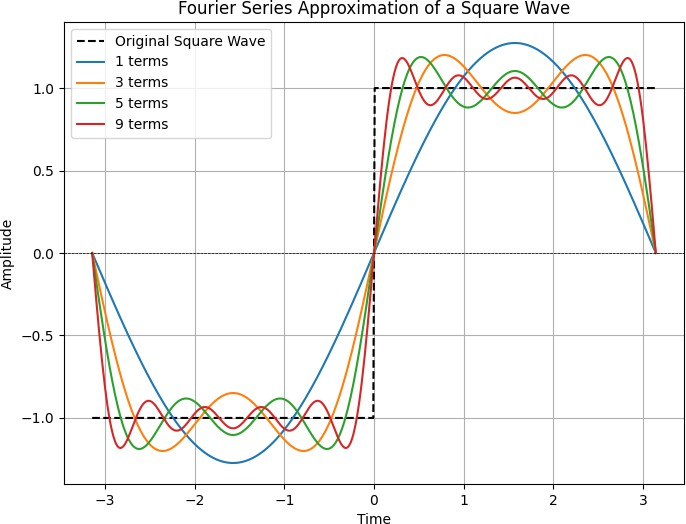 Fourier Series Approximation of a Square Wave
Original Square Wave
1 terms
3 terms
5 terms
9 terms
1.0
0.5
0.0
−0.5
−1.0
Amplitude
−3 −2 −1 0 1 2 3
Time